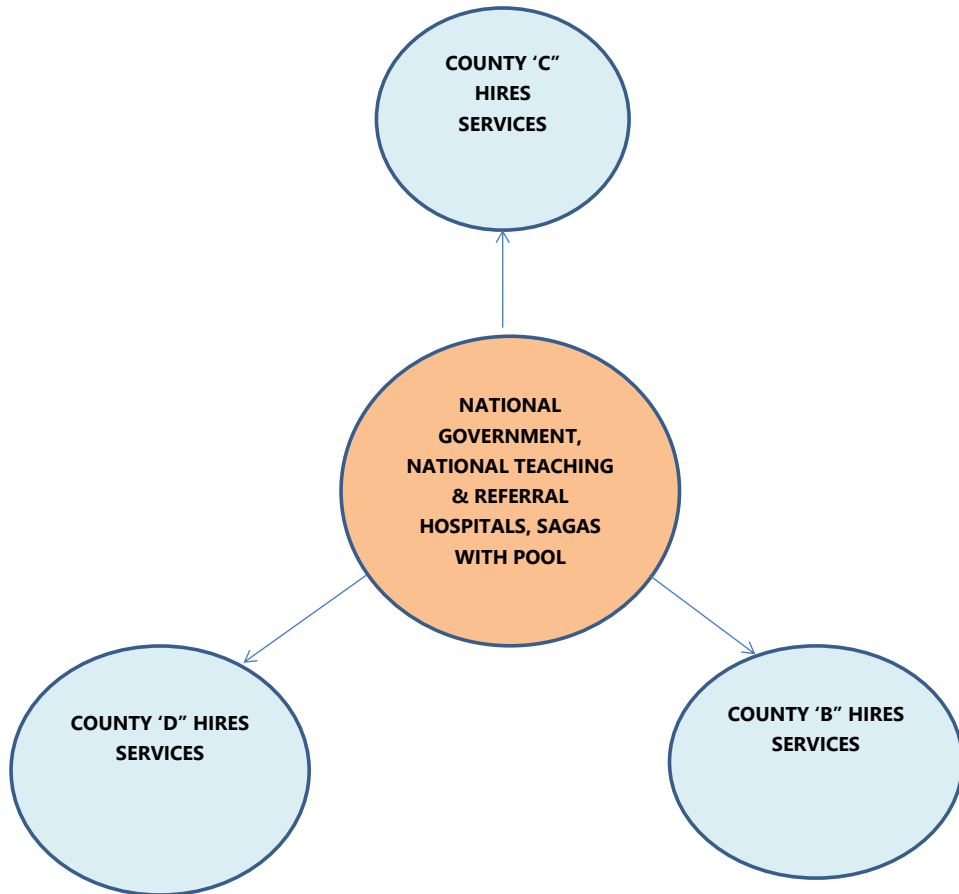 COUNTY ‘C”
HIRES
SERVICES
NATIONAL
GOVERNMENT,
NATIONAL TEACHING
& REFERRAL
HOSPITALS, SAGAS
WITH POOL
COUNTY ‘D” HIRES
SERVICES
COUNTY ‘B” HIRES
SERVICES